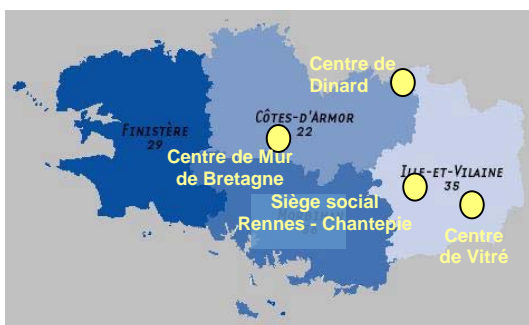 Centre de
Dinard
CÔTES-D'ARMOR
22
FINISTÈRE
29
Centre de Mur
de Bretagne
ILLE-ET-VILAINE
35
Siège social
Rennes - Chantepie
Centre
de Vitré